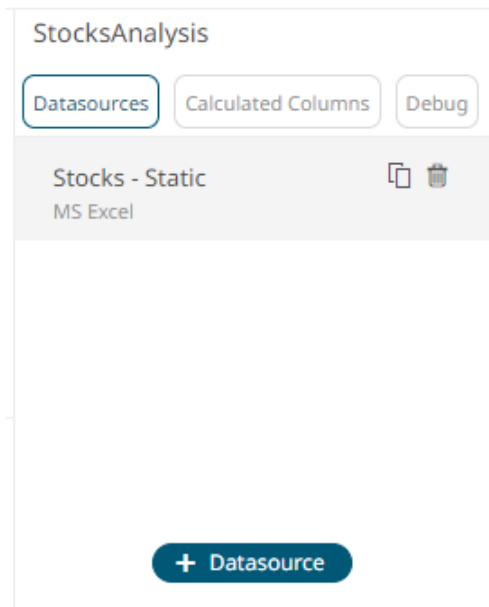 StocksAnalysis
Datasources Calculated Columns Debug
Stocks - Static
MS Excel
+ Datasource